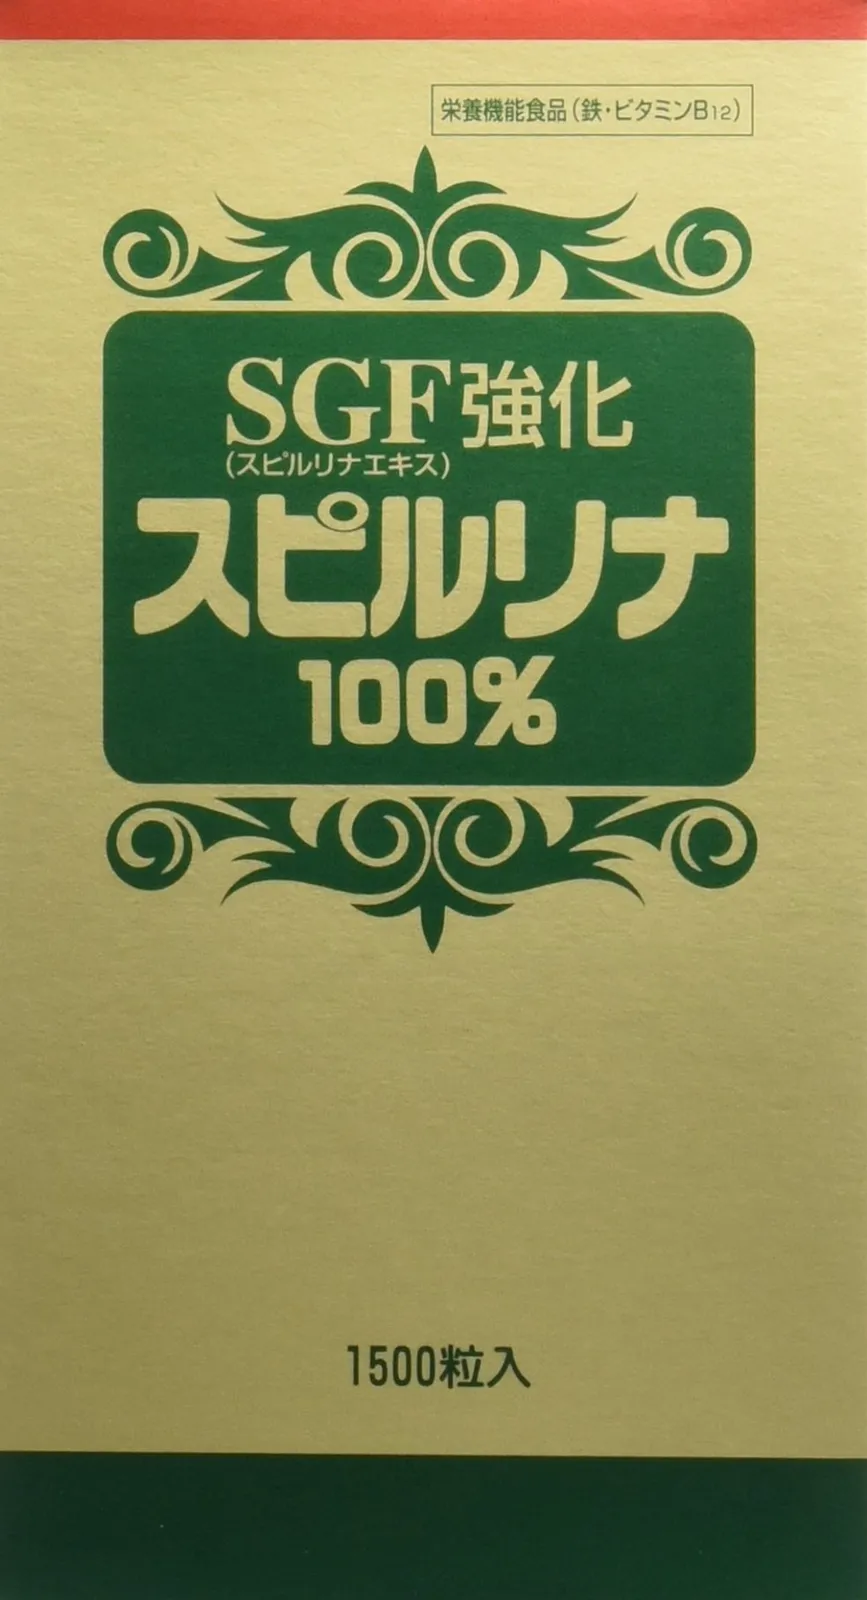 栄養機能食品(鉄・ビタミンB12)
SGF強化
(スピルリナエキス)
スピルリナ
100%
1500粒入